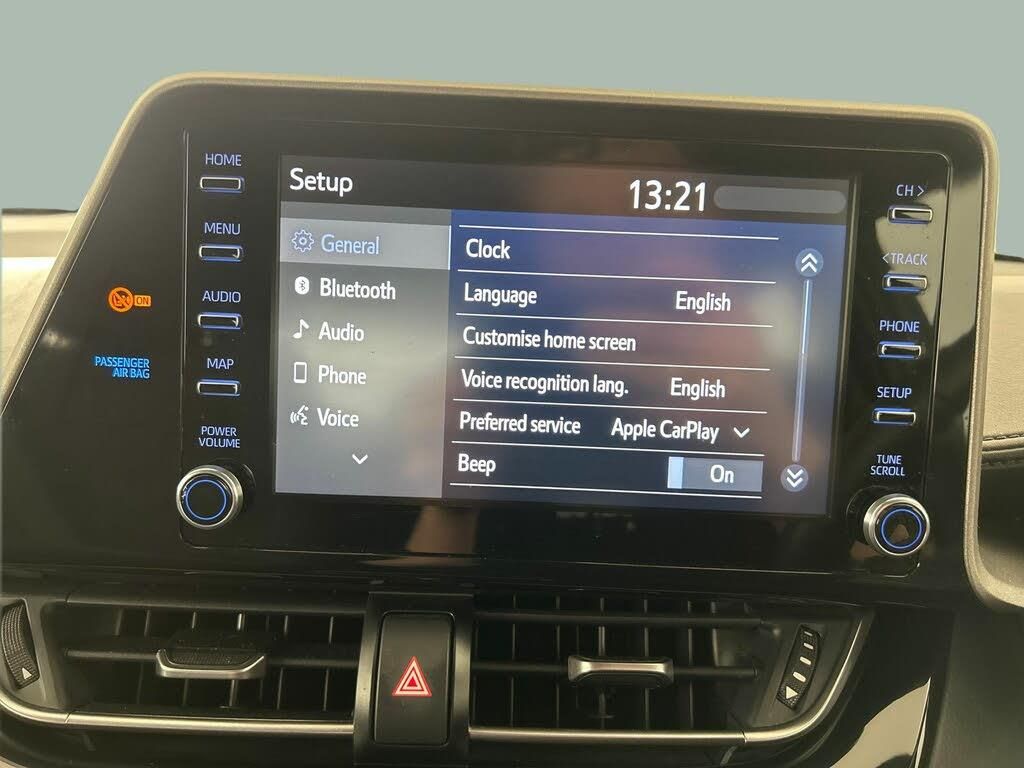 HOME
MENU
AUDIO
MAP
POWER
VOLUME
ON
PASSENGER
AIR BAG
Setup
13:21
General
Bluetooth
Audio
Phone
Voice
Clock
Language English
Customise home screen
Voice recognition lang. English
Preferred service Apple CarPlay
Beep On
CH >
< TRACK
PHONE
SETUP
TUNE
SCROLL